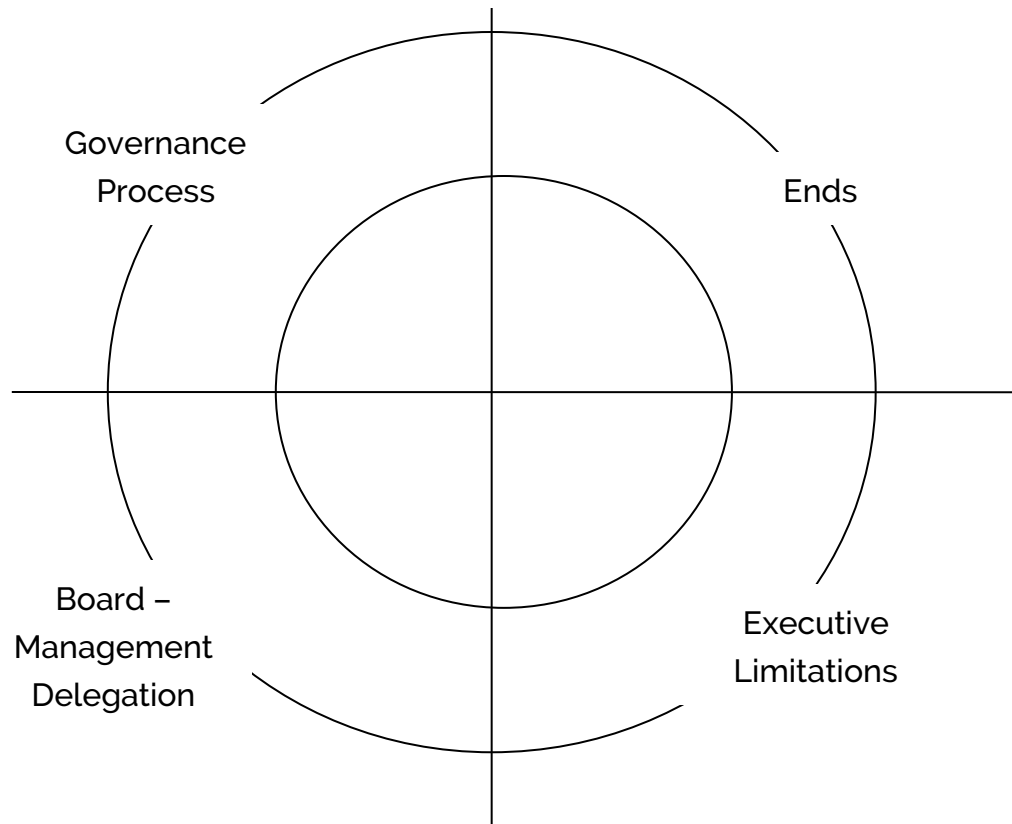 Governance
Process
Ends
Board –
Management
Delegation
Executive
Limitations